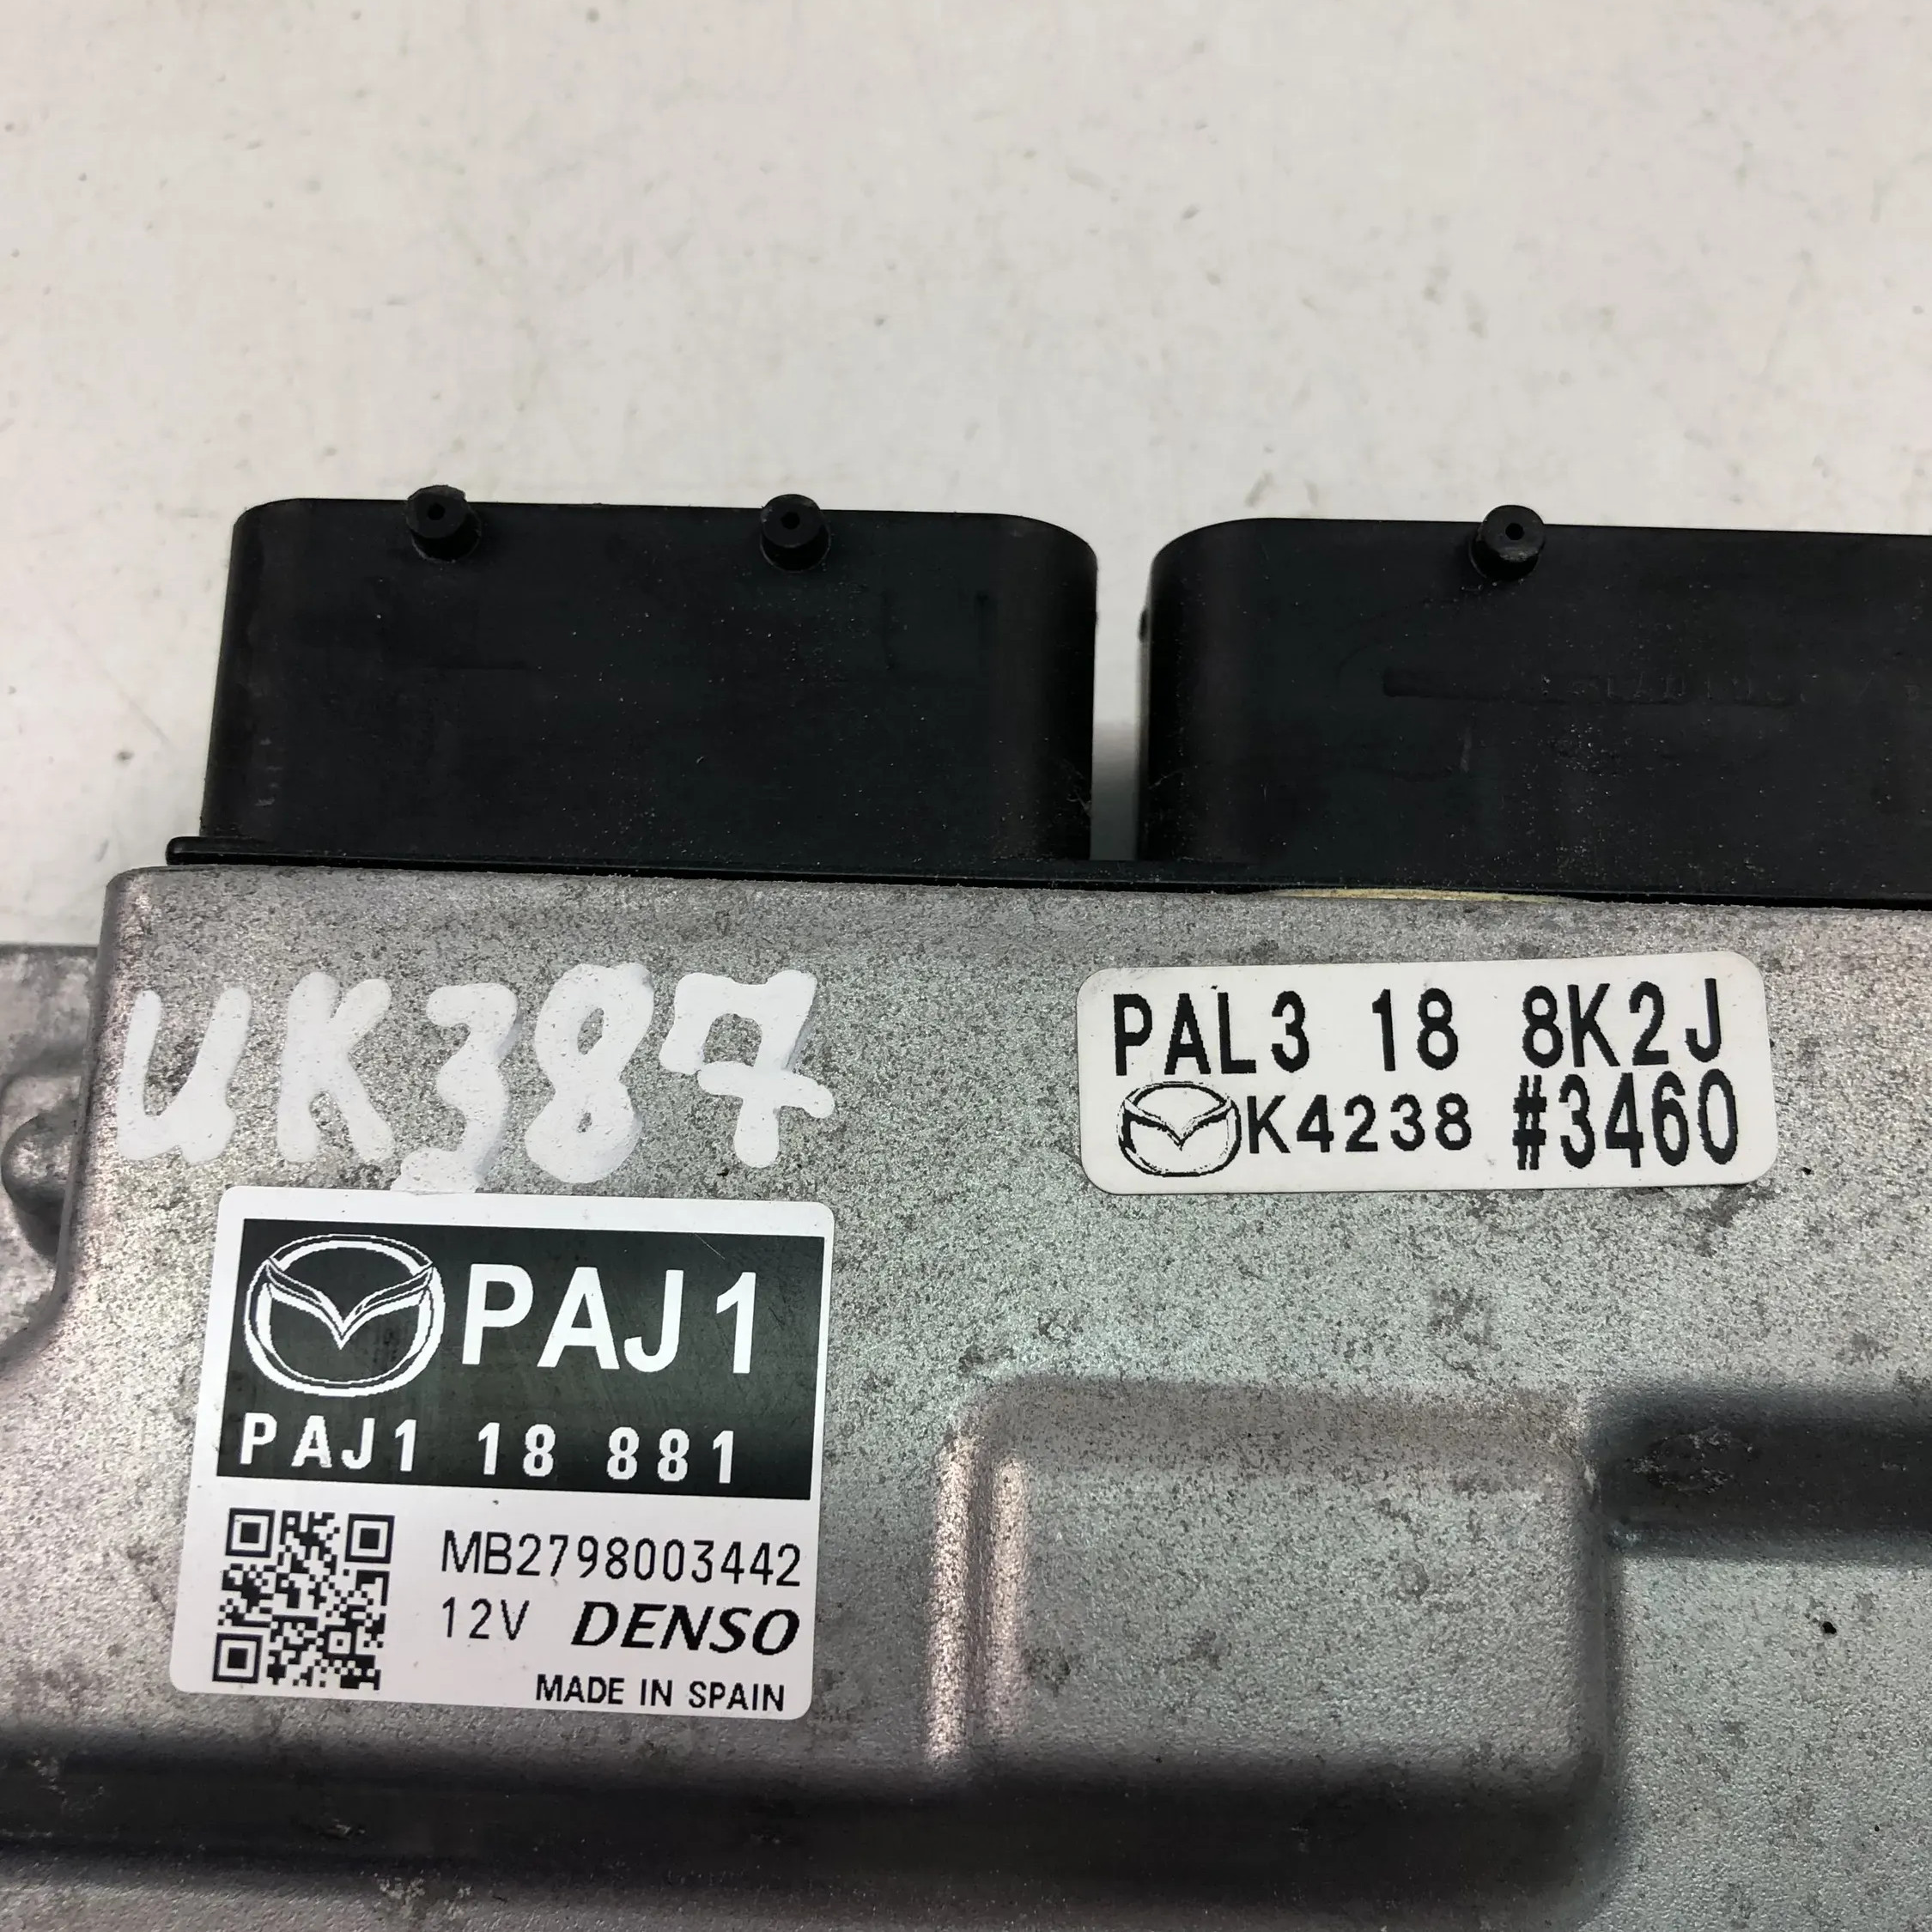 UK387
PAL3 18 8K2J
K4238 #3460
PAJ1
PAJ1 18 881
MB2798003442
12V DENSO
MADE IN SPAIN